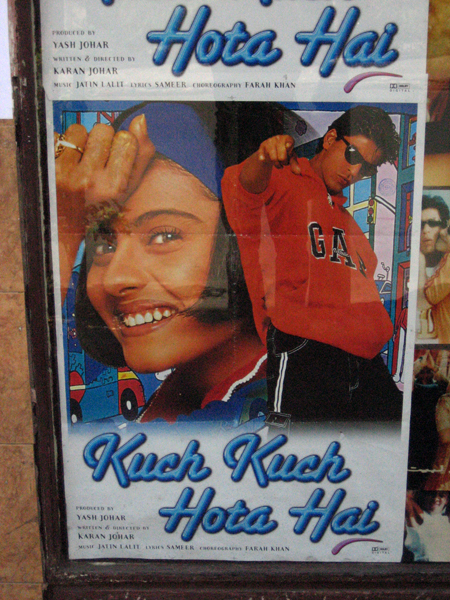 PRODUCED BY
YASH JOHAR
WRITTEN & DIRECTED BY
KARAN JOHAR
MUSIC JATIN LALIT LYRICS SAMEER CHOREOGRAPHY FARAH KHAN
Hota Hai
GAP
Kuch Kuch
Hota Hai
PRODUCED BY
YASH JOHAR
WRITTEN & DIRECTED BY
KARAN JOHAR
MUSIC JATIN LALIT LYRICS SAMEER CHOREOGRAPHY FARAH KHAN